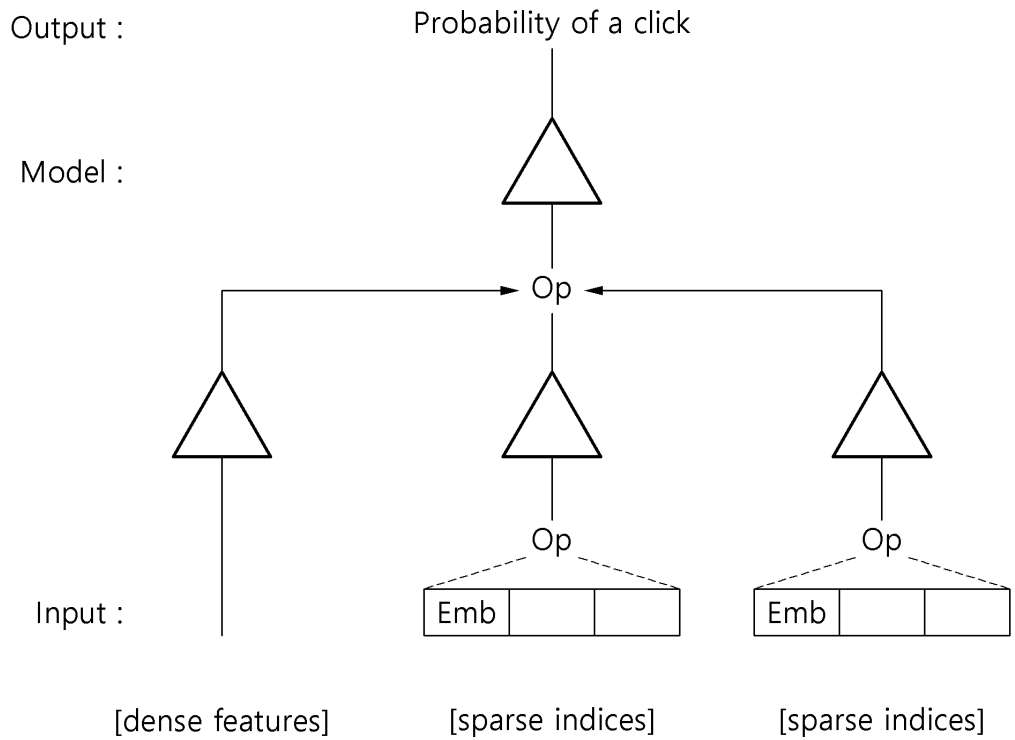 Output : Probability of a click
Model :
Op
Op Op
Input : Emb Emb
[dense features] [sparse indices] [sparse indices]